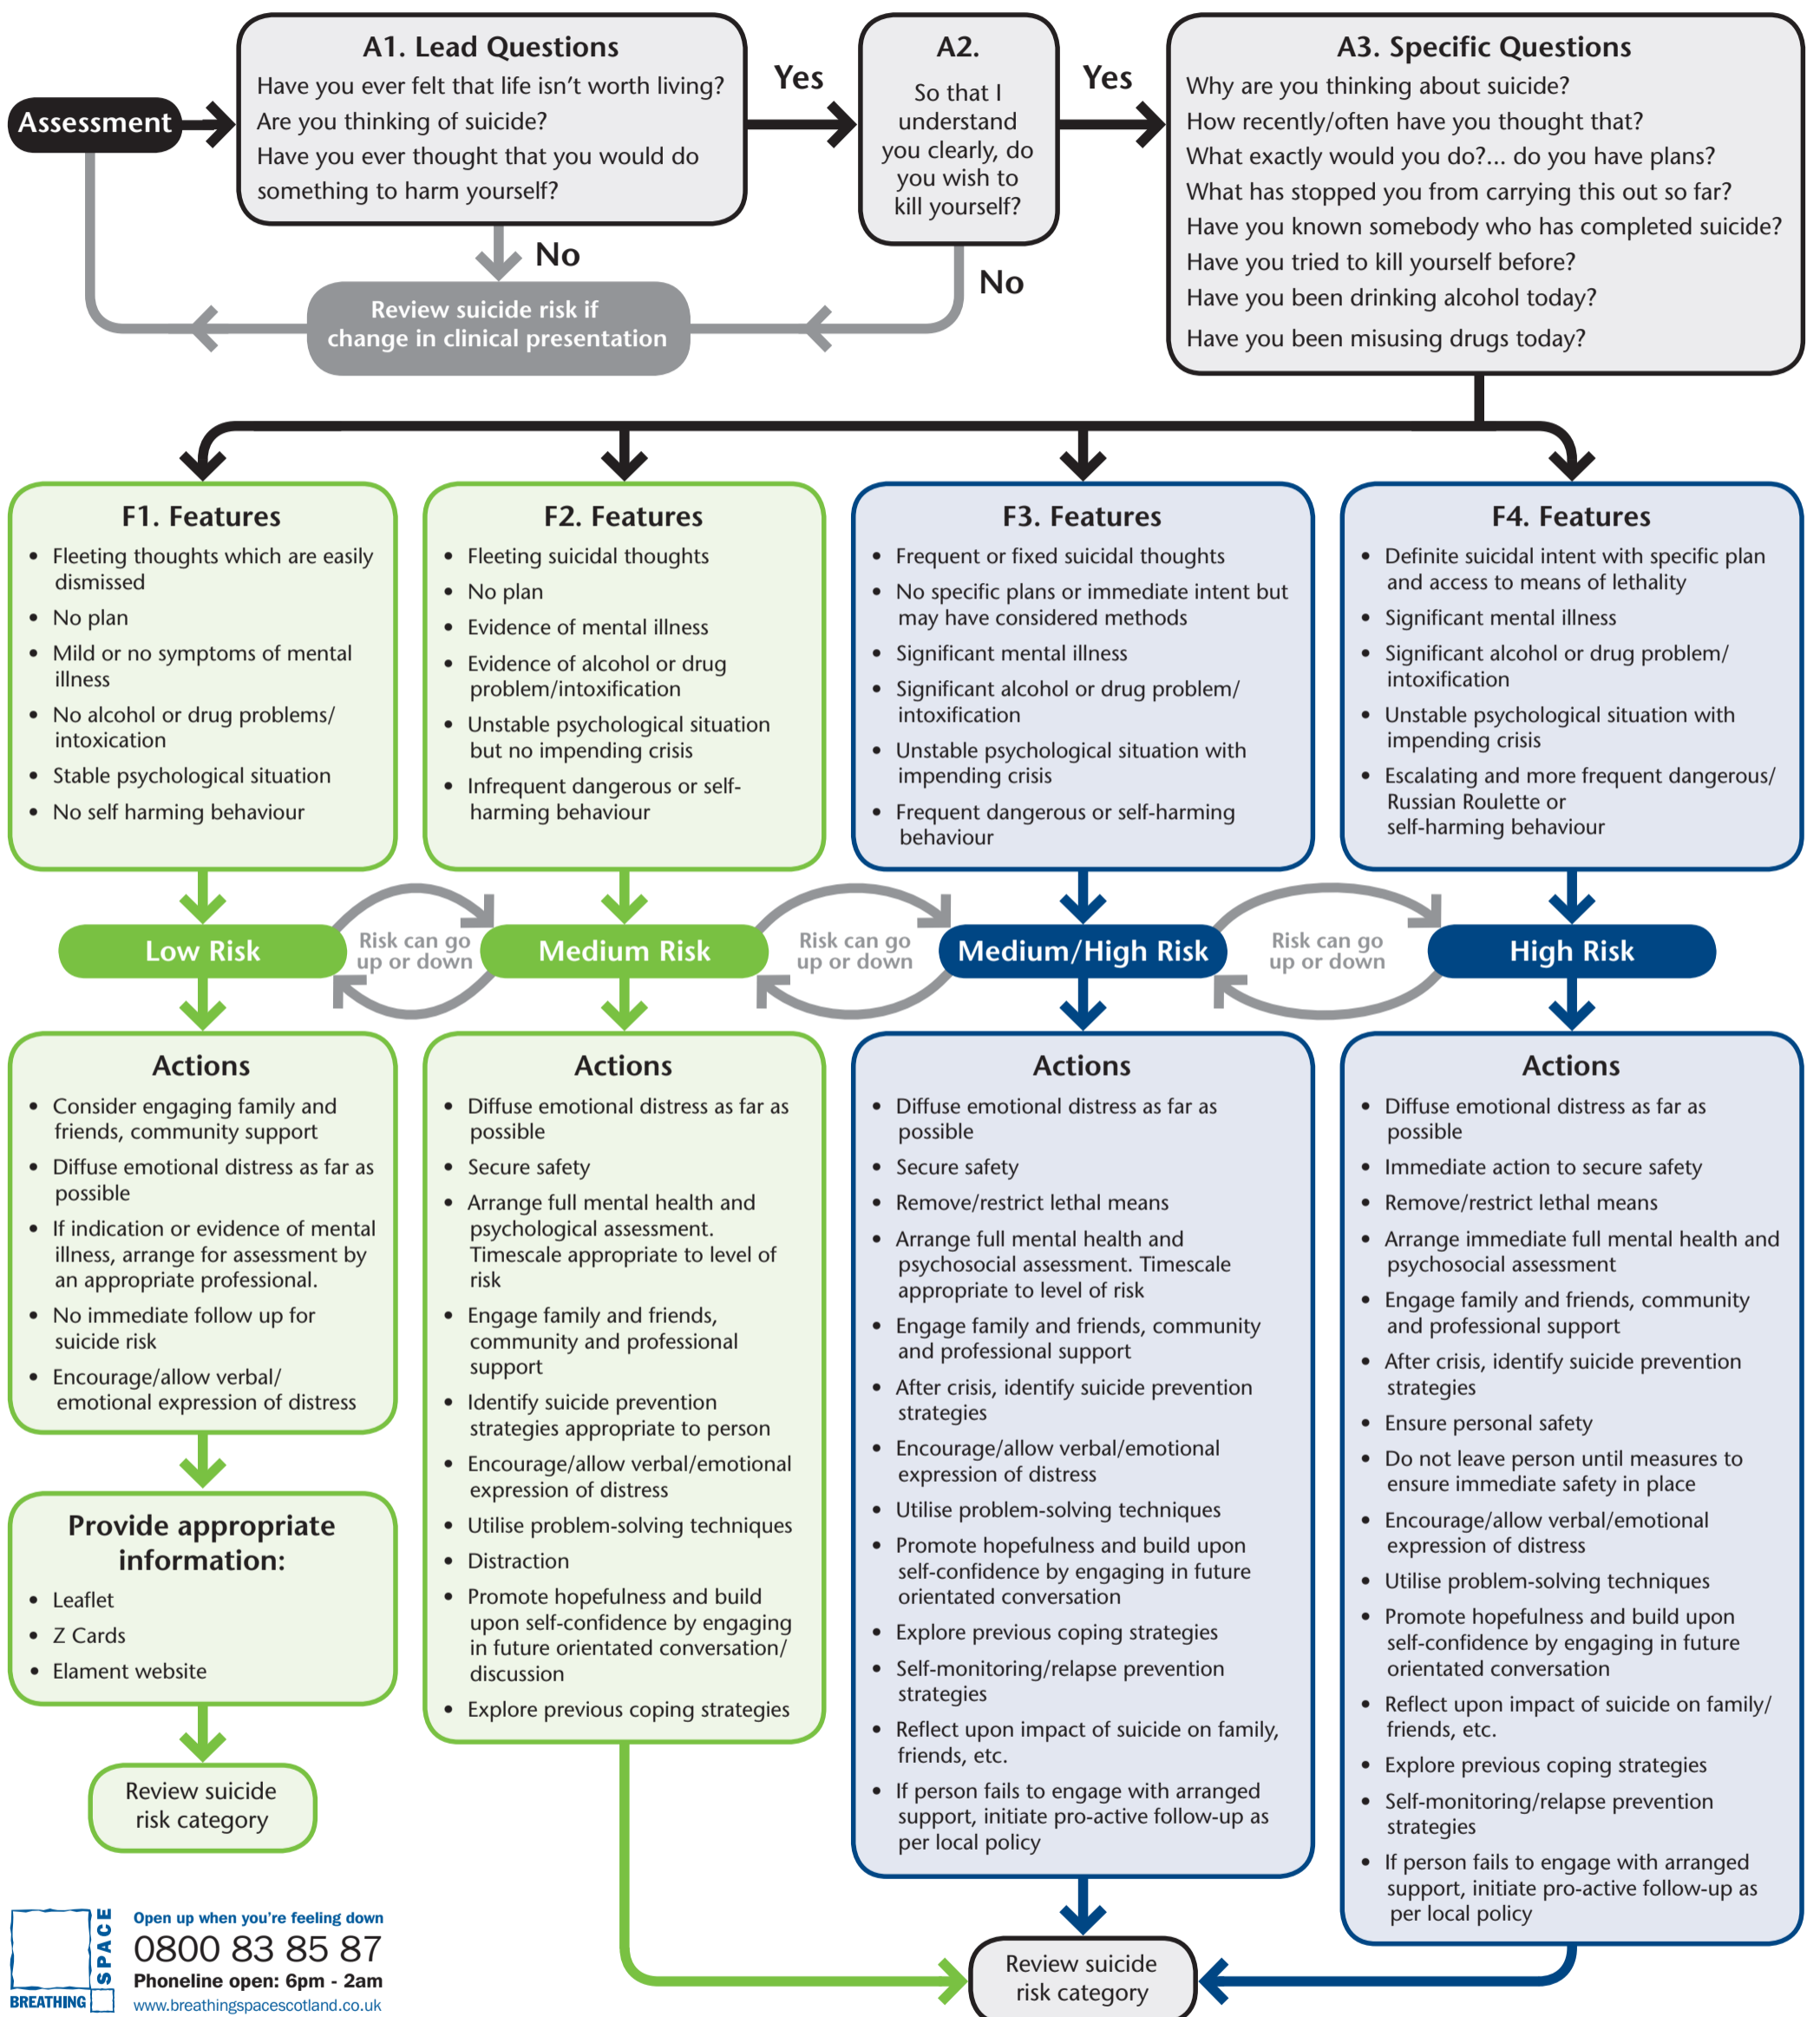 Assessment
A1. Lead Questions
Have you ever felt that life isn’t worth living?
Are you thinking of suicide?
Have you ever thought that you would do
something to harm yourself?
Yes
A2.
So that I
understand
you clearly, do
you wish to
kill yourself?
Yes
A3. Specific Questions
Why are you thinking about suicide?
How recently/often have you thought that?
What exactly would you do?... do you have plans?
What has stopped you from carrying this out so far?
Have you known somebody who has completed suicide?
Have you tried to kill yourself before?
Have you been drinking alcohol today?
Have you been misusing drugs today?
No
No
Review suicide risk if
change in clinical presentation
F1. Features
• Fleeting thoughts which are easily
dismissed
• No plan
• Mild or no symptoms of mental
illness
• No alcohol or drug problems/
intoxication
• Stable psychological situation
• No self harming behaviour
F2. Features
• Fleeting suicidal thoughts
• No plan
• Evidence of mental illness
• Evidence of alcohol or drug
problem/intoxification
• Unstable psychological situation
but no impending crisis
• Infrequent dangerous or self-
harming behaviour
F3. Features
• Frequent or fixed suicidal thoughts
• No specific plans or immediate intent but
may have considered methods
• Significant mental illness
• Significant alcohol or drug problem/
intoxification
• Unstable psychological situation with
impending crisis
• Frequent dangerous or self-harming
behaviour
F4. Features
• Definite suicidal intent with specific plan
and access to means of lethality
• Significant mental illness
• Significant alcohol or drug problem/
intoxification
• Unstable psychological situation with
impending crisis
• Escalating and more frequent dangerous/
Russian Roulette or
self-harming behaviour
Low Risk
Risk can go
up or down
Medium Risk
Risk can go
up or down
Medium/High Risk
Risk can go
up or down
High Risk
Actions
• Consider engaging family and
friends, community support
• Diffuse emotional distress as far as
possible
• If indication or evidence of mental
illness, arrange for assessment by
an appropriate professional.
• No immediate follow up for
suicide risk
• Encourage/allow verbal/
emotional expression of distress
Provide appropriate
information:
• Leaflet
• Z Cards
• Elament website
Review suicide
risk category
Actions
• Diffuse emotional distress as far as
possible
• Secure safety
• Arrange full mental health and
psychological assessment.
Timescale appropriate to level of
risk
• Engage family and friends,
community and professional
support
• Identify suicide prevention
strategies appropriate to person
• Encourage/allow verbal/emotional
expression of distress
• Utilise problem-solving techniques
• Distraction
• Promote hopefulness and build
upon self-confidence by engaging
in future orientated conversation/
discussion
• Explore previous coping strategies
Actions
• Diffuse emotional distress as far as
possible
• Secure safety
• Remove/restrict lethal means
• Arrange full mental health and
psychosocial assessment. Timescale
appropriate to level of risk
• Engage family and friends, community
and professional support
• After crisis, identify suicide prevention
strategies
• Encourage/allow verbal/emotional
expression of distress
• Utilise problem-solving techniques
• Promote hopefulness and build upon
self-confidence by engaging in future
orientated conversation
• Explore previous coping strategies
• Self-monitoring/relapse prevention
strategies
• Reflect upon impact of suicide on family,
friends, etc.
• If person fails to engage with arranged
support, initiate pro-active follow-up as
per local policy
Actions
• Diffuse emotional distress as far as
possible
• Immediate action to secure safety
• Remove/restrict lethal means
• Arrange immediate full mental health and
psychosocial assessment
• Engage family and friends, community
and professional support
• After crisis, identify suicide prevention
strategies
• Ensure personal safety
• Do not leave person until measures to
ensure immediate safety in place
• Encourage/allow verbal/emotional
expression of distress
• Utilise problem-solving techniques
• Promote hopefulness and build upon
self-confidence by engaging in future
orientated conversation
• Reflect upon impact of suicide on family/
friends, etc.
• Explore previous coping strategies
• Self-monitoring/relapse prevention
strategies
• If person fails to engage with arranged
support, initiate pro-active follow-up as
per local policy
Review suicide
risk category
BREATHING
SPACE
Open up when you’re feeling down
0800 83 85 87
Phoneline open: 6pm - 2am
www.breathingspacescotland.co.uk